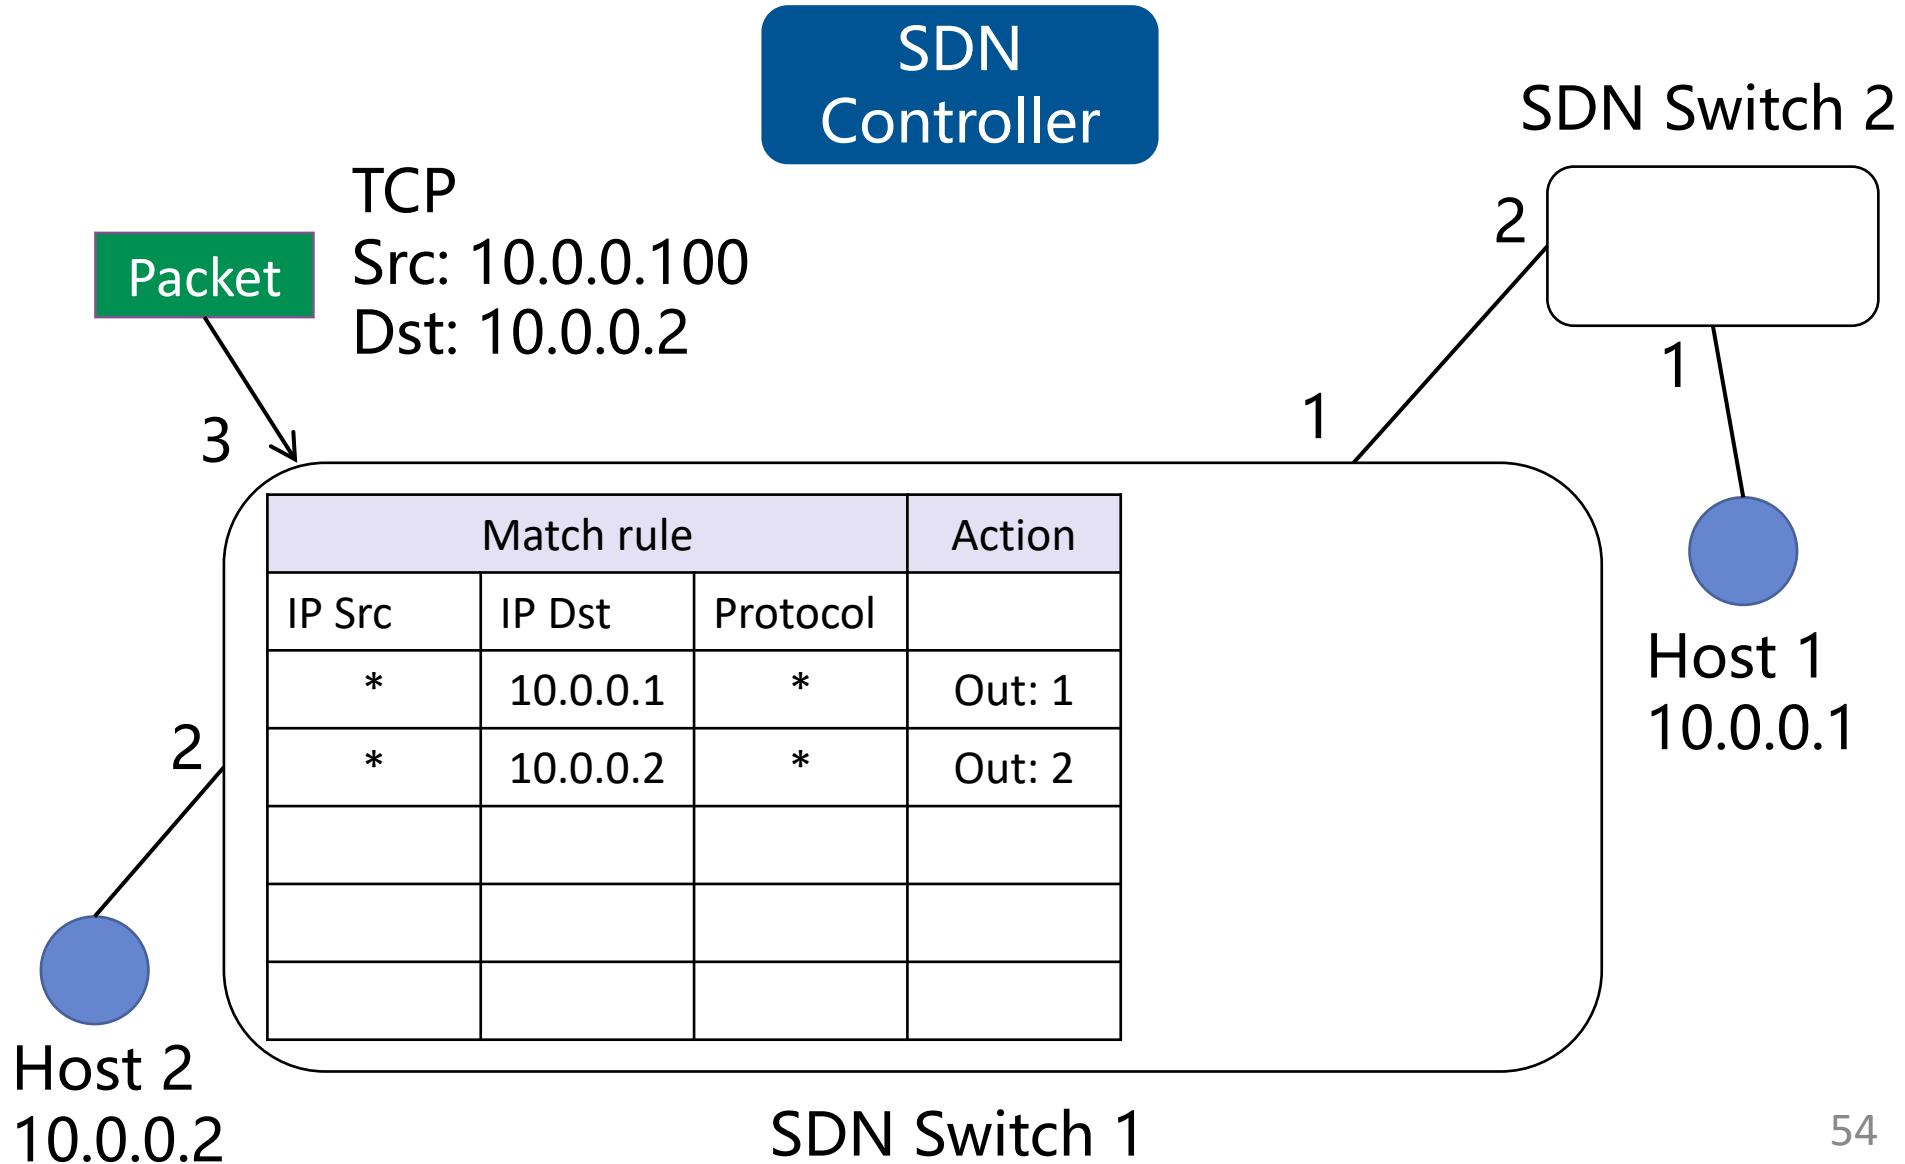 SDN
Controller
SDN Switch 2
TCP
Src: 10.0.0.100
Dst: 10.0.0.2
Packet
2
1
3
1
Match rule Action
IP Src IP Dst Protocol
* 10.0.0.1 * Out: 1
* 10.0.0.2 * Out: 2
2
Host 1
10.0.0.1
Host 2
10.0.0.2
SDN Switch 1
54